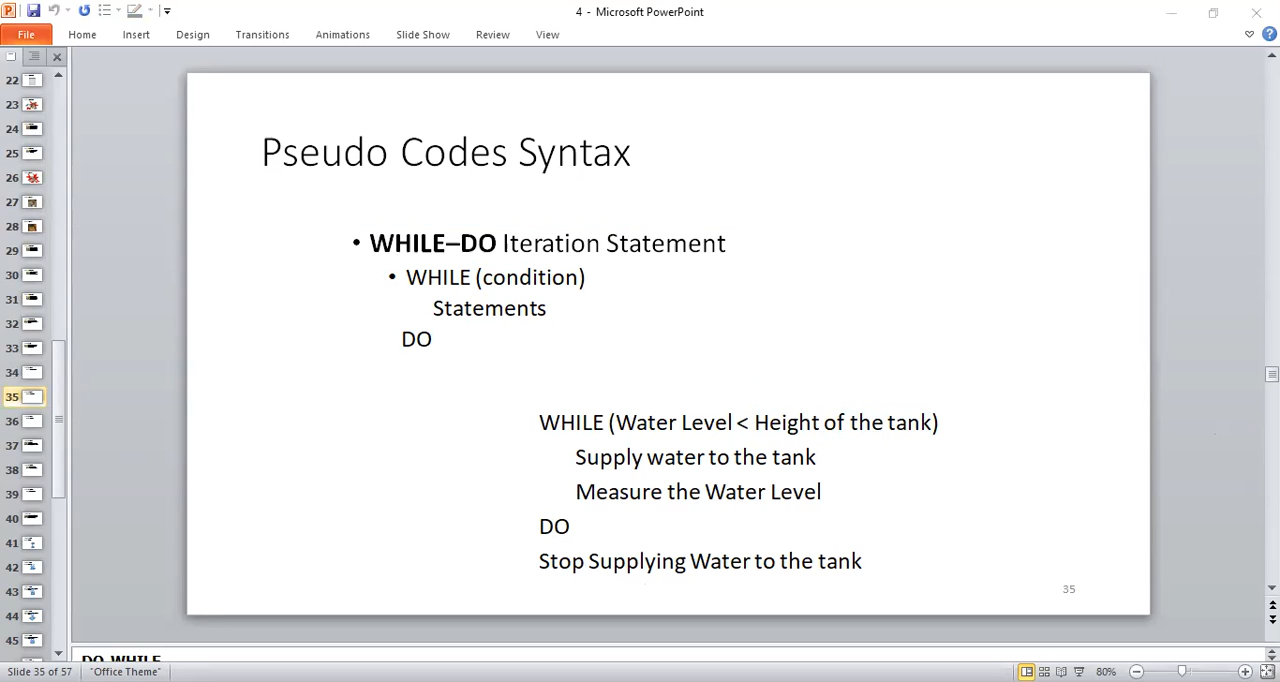 4 - Microsoft PowerPoint
File Home Insert Design Transitions Animations Slide Show Review View
22
23
24
25
26
27
28
29
30
31
32
33
34
35
36
37
38
39
40
41
42
43
44
45
Pseudo Codes Syntax
• WHILE–DO Iteration Statement
• WHILE (condition)
Statements
DO
WHILE (Water Level < Height of the tank)
Supply water to the tank
Measure the Water Level
DO
Stop Supplying Water to the tank
35
DO WHILE
Slide 35 of 57 "Office Theme" 80%